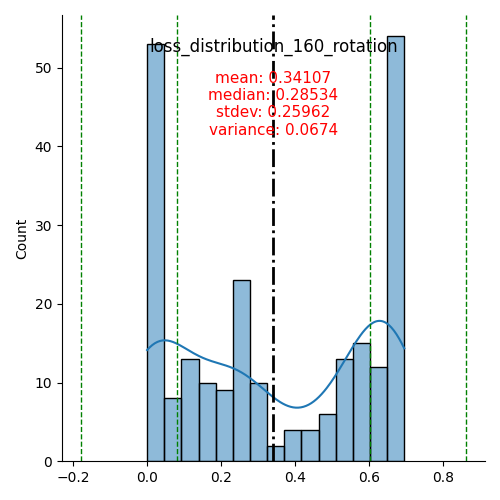 loss_distribution_160_rotation
mean: 0.34107
median: 0.28534
stdev: 0.25962
variance: 0.0674
Count
50
40
30
20
10
0
−0.2 0.0 0.2 0.4 0.6 0.8